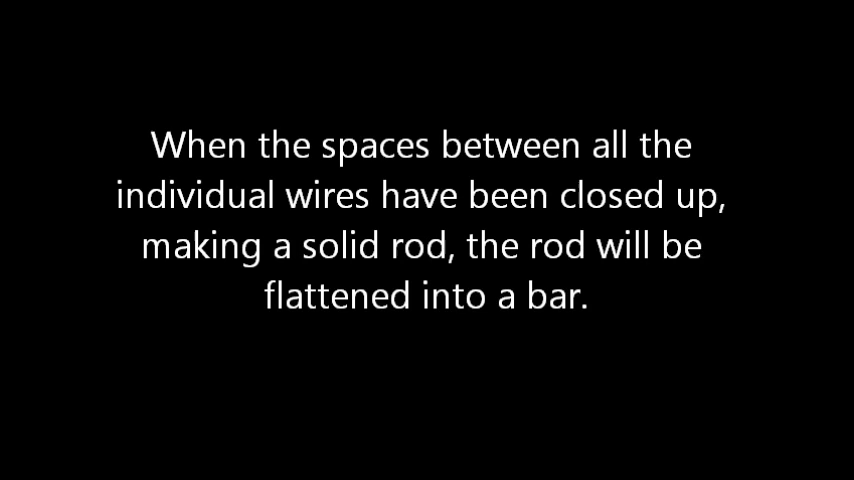 When the spaces between all the
individual wires have been closed up,
making a solid rod, the rod will be
flattened into a bar.